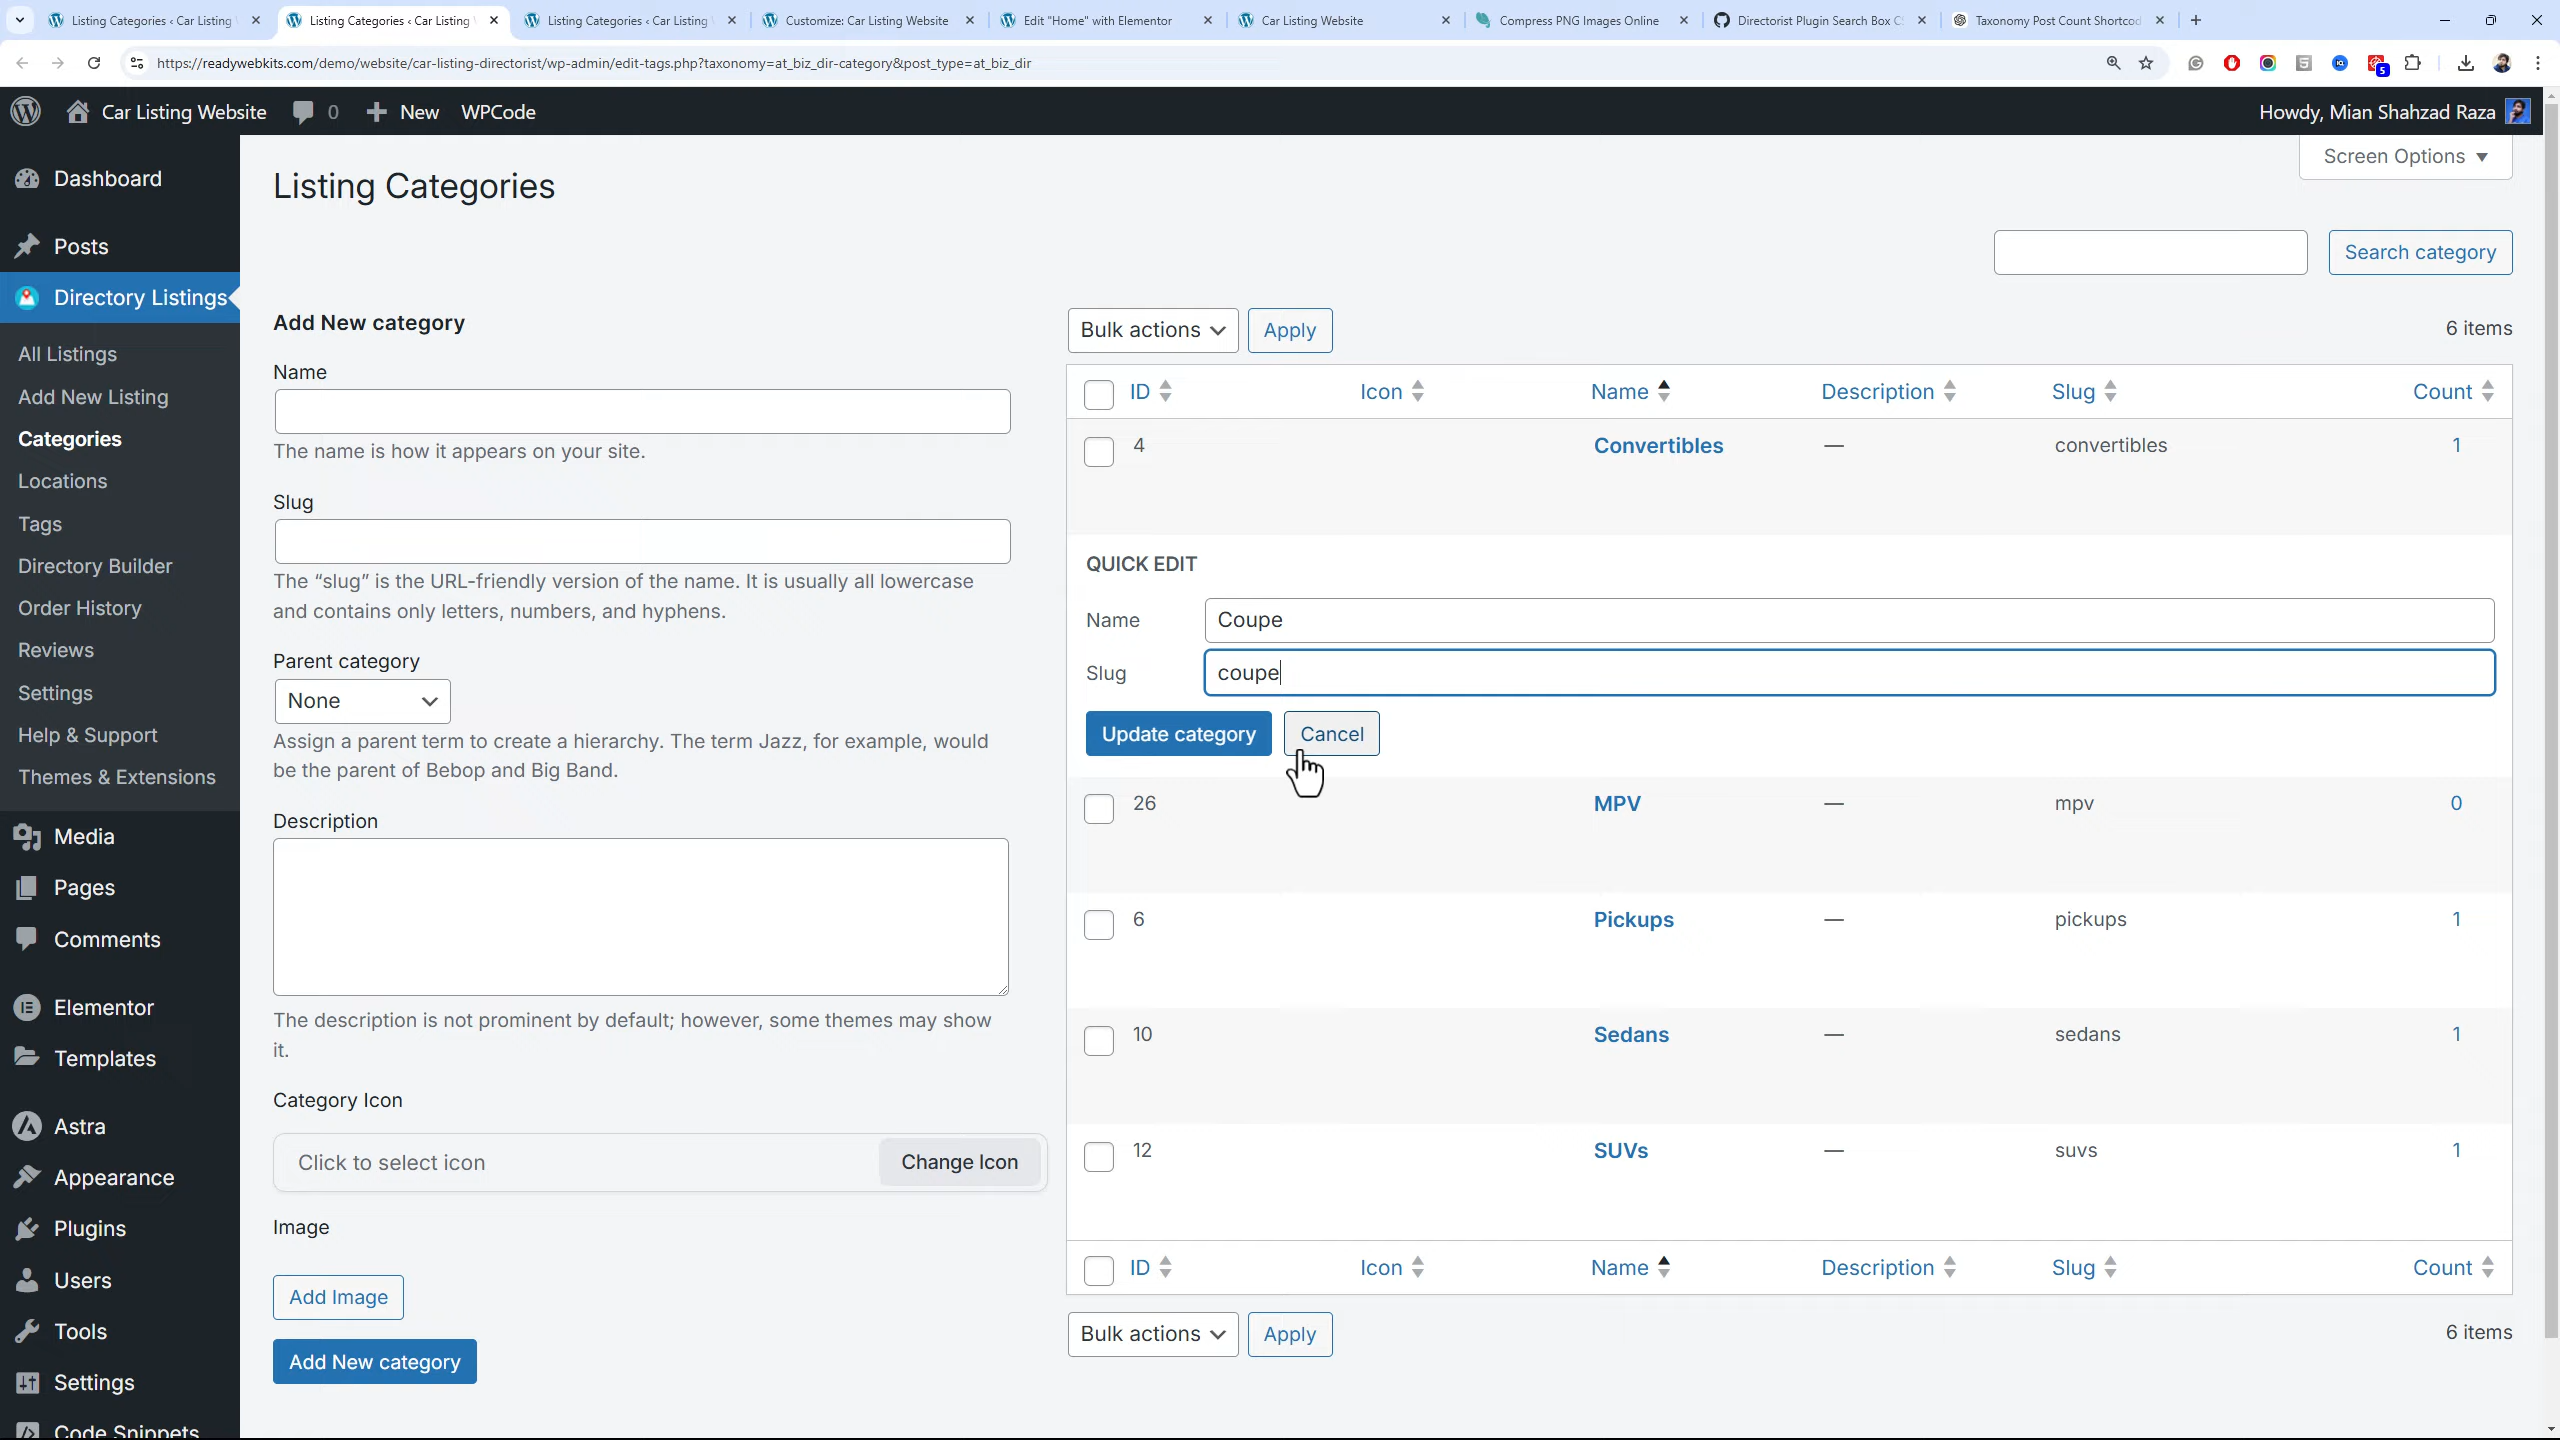 Listing Categories ‹ Car Listing
Listing Categories ‹ Car Listing
Listing Categories ‹ Car Listing
Customize: Car Listing Website
Edit "Home" with Elementor
Car Listing Website
Compress PNG Images Online
Directorist Plugin Search Box C
Taxonomy Post Count Shortcod
https://readywebkits.com/demo/website/car-listing-directorist/wp-admin/edit-tags.php?taxonomy=at_biz_dir-category&post_type=at_biz_dir
5
Car Listing Website
0
New
WPCode
Howdy, Mian Shahzad Raza
Dashboard
Posts
Directory Listings
All Listings
Add New Listing
Categories
Locations
Tags
Directory Builder
Order History
Reviews
Settings
Help & Support
Themes & Extensions
Media
Pages
Comments
Elementor
Templates
Astra
Appearance
Plugins
Users
Tools
Settings
Code Snippets
Screen Options
Listing Categories
Search category
Add New category
Name
The name is how it appears on your site.
Slug
The “slug” is the URL-friendly version of the name. It is usually all lowercase
and contains only letters, numbers, and hyphens.
Parent category
None
Assign a parent term to create a hierarchy. The term Jazz, for example, would
be the parent of Bebop and Big Band.
Description
The description is not prominent by default; however, some themes may show
it.
Category Icon
Click to select icon
Change Icon
Image
Add Image
Add New category
Bulk actions
Apply
6 items
ID Icon Name Description Slug Count
4 Convertibles — convertibles 1
QUICK EDIT
Name Coupe
Slug coupe
Update category
Cancel
26 MPV — mpv 0
6 Pickups — pickups 1
10 Sedans — sedans 1
12 SUVs — suvs 1
ID Icon Name Description Slug Count
Bulk actions
Apply
6 items